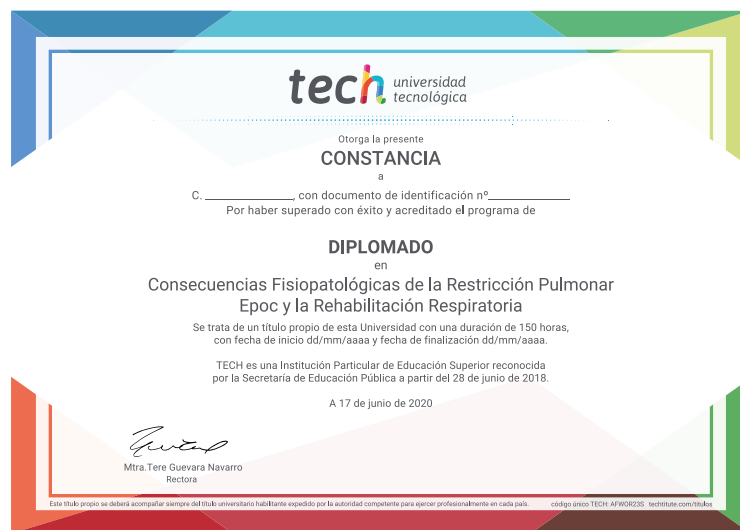 tech universidad
tecnológica
Otorga la presente
CONSTANCIA
a
C. ______________, con documento de identificación nº______________
Por haber superado con éxito y acreditado el programa de
DIPLOMADO
en
Consecuencias Fisiopatológicas de la Restricción Pulmonar
Epoc y la Rehabilitación Respiratoria
Se trata de un título propio de esta Universidad con una duración de 150 horas,
con fecha de inicio dd/mm/aaaa y fecha de finalización dd/mm/aaaa.
TECH es una Institución Particular de Educación Superior reconocida
por la Secretaría de Educación Pública a partir del 28 de junio de 2018.
A 17 de junio de 2020
Mtra.Tere Guevara Navarro
Rectora
Este título propio se deberá acompañar siempre del título universitario habilitante expedido por la autoridad competente para ejercer profesionalmente en cada país. código único TECH: AFWOR23S techtitute.com/titulos